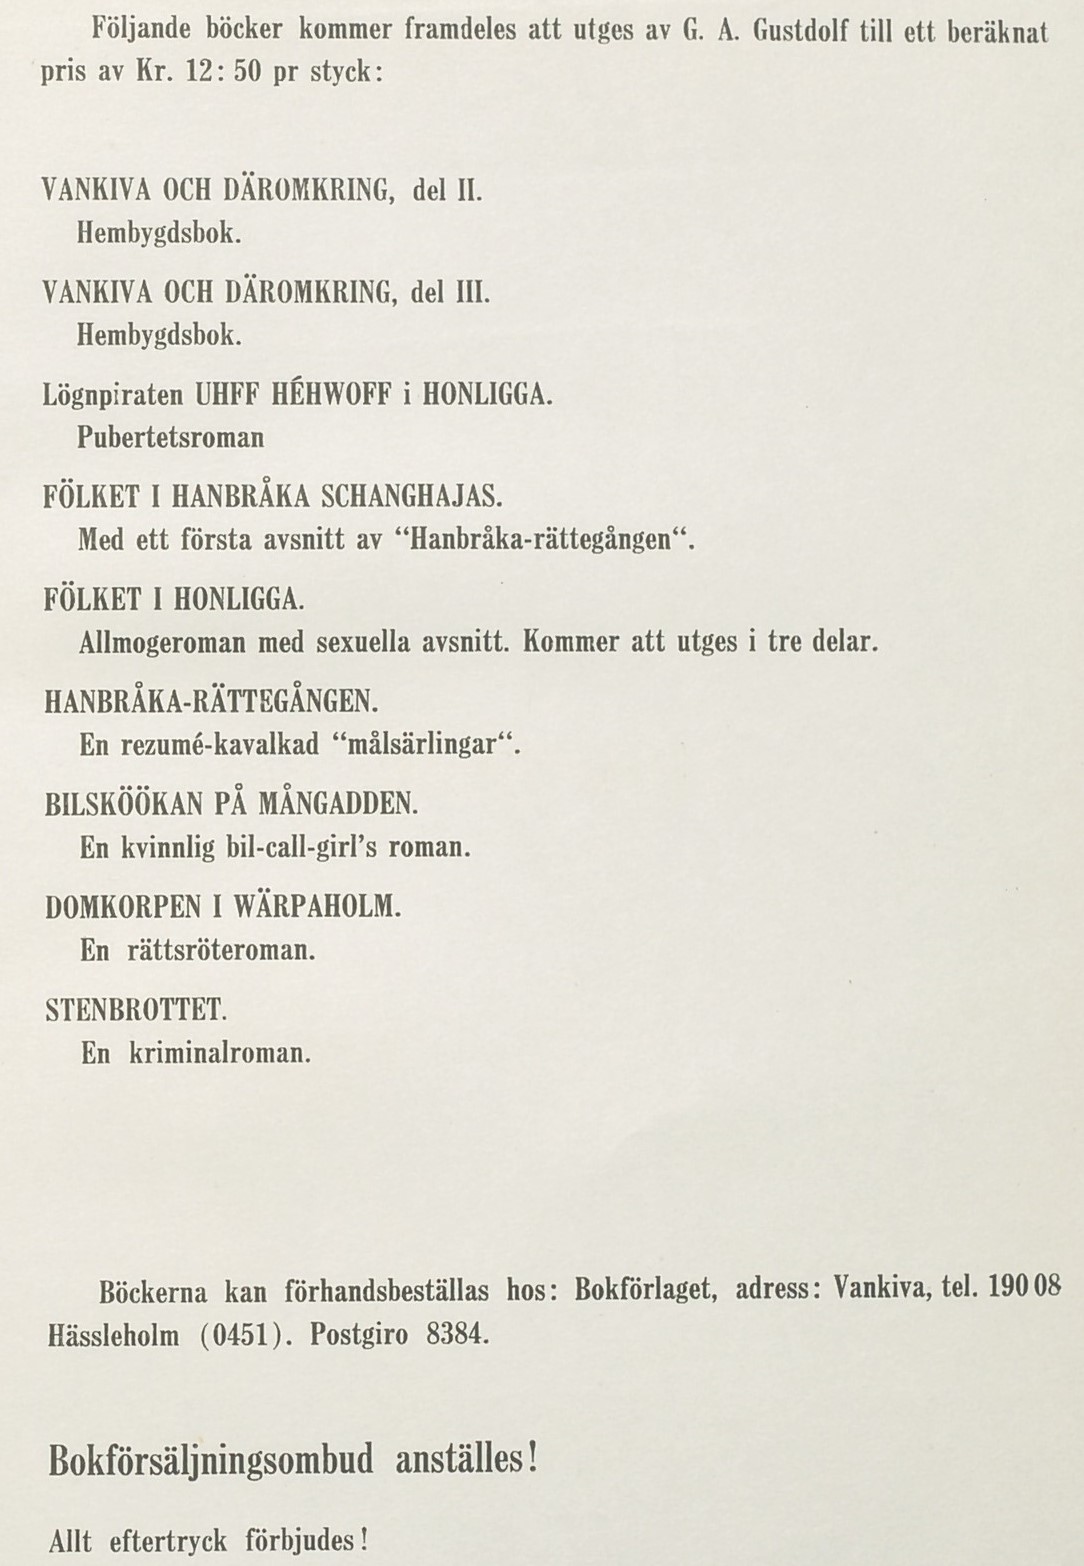 Följande böcker kommer framdeles att utges av G. A. Gustdolf till ett beräknat
pris av Kr. 12: 50 pr styck:
VANKIVA OCH DÄROMKRING, del II.
Hembygdsbok.
VANKIVA OCH DÄROMKRING, del III.
Hembygdsbok.
Lögnpiraten UHFF HÉHWOFF i HONLIGGA.
Pubertetsroman
FÖLKET I HANBRÅKA SCHANGHAJAS.
Med ett första avsnitt av “Hanbråka-rättegången“.
FÖLKET I HONLIGGA.
Allmogeroman med sexuella avsnitt. Kommer att utges i tre delar.
HANBRÅKA-RÄTTEGÅNGEN.
En rezumé-kavalkad “målsärlingar“.
BILSKÖÖKAN PÅ MÅNGADDEN.
En kvinnlig bil-call-girl’s roman.
DOMKORPEN I WÄRPAHOLM.
En rättsröteroman.
STENBROTTET.
En kriminalroman.
Böckerna kan förhandsbeställas hos: Bokförlaget, adress: Vankiva, tel. 190 08
Hässleholm (0451). Postgiro 8384.
Bokförsäljningsombud anställes!
Allt eftertryck förbjudes!